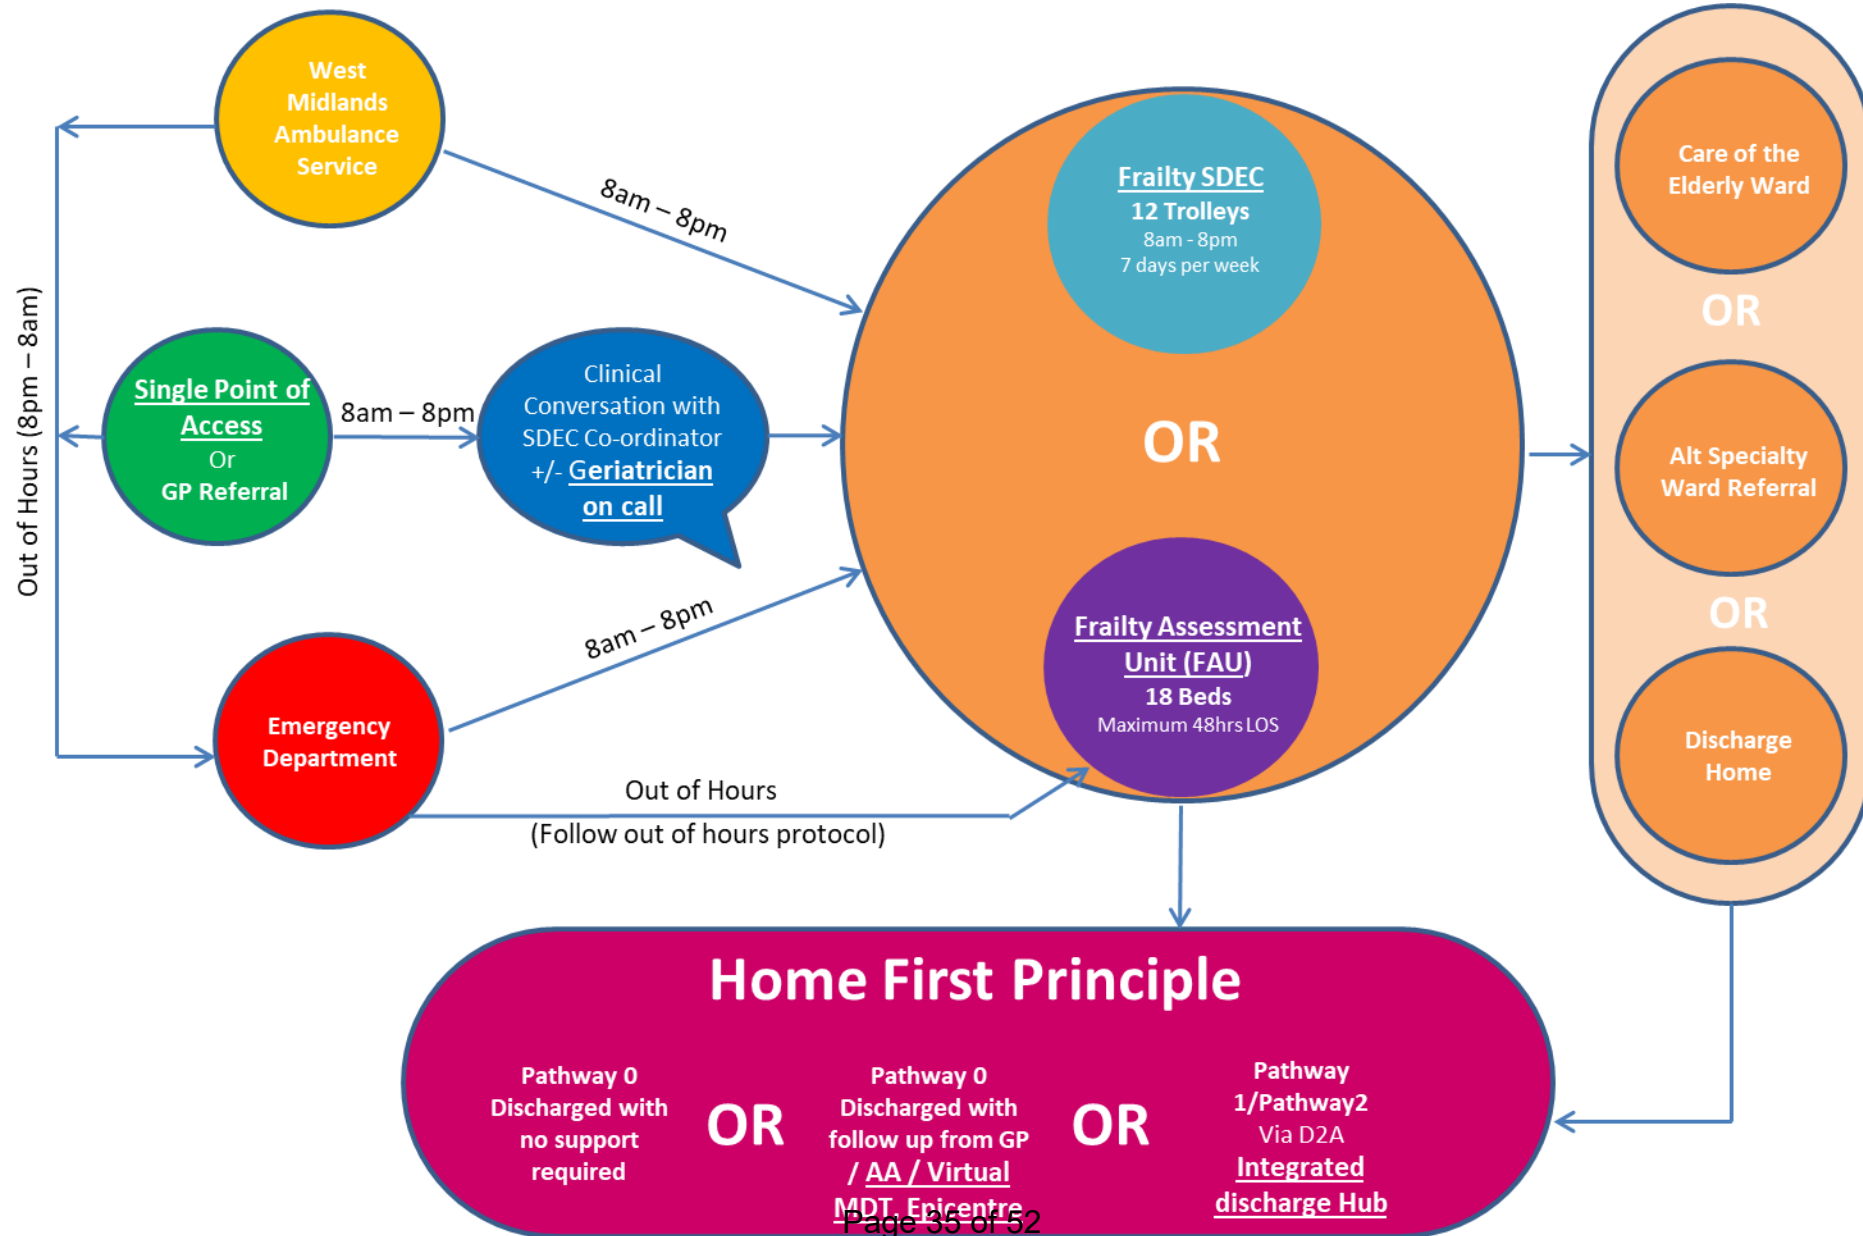 West
Midlands
Ambulance
Service
8am – 8pm
Out of Hours (8pm – 8am)
Single Point of
Access
Or
GP Referral
8am – 8pm
Clinical
Conversation with
SDEC Co-ordinator
+/- Geriatrician
on call
Emergency
Department
8am – 8pm
Out of Hours
(Follow out of hours protocol)
Frailty SDEC
12 Trolleys
8am - 8pm
7 days per week
OR
Frailty Assessment
Unit (FAU)
18 Beds
Maximum 48hrs LOS
Care of the
Elderly Ward
OR
Alt Specialty
Ward Referral
OR
Discharge
Home
Home First Principle
Pathway 0
Discharged with
no support
required
OR
Pathway 0
Discharged with
follow up from GP
/ AA / Virtual
MDT, Epicentre
OR
Pathway
1/Pathway2
Via D2A
Integrated
discharge Hub
Page 35 of 52